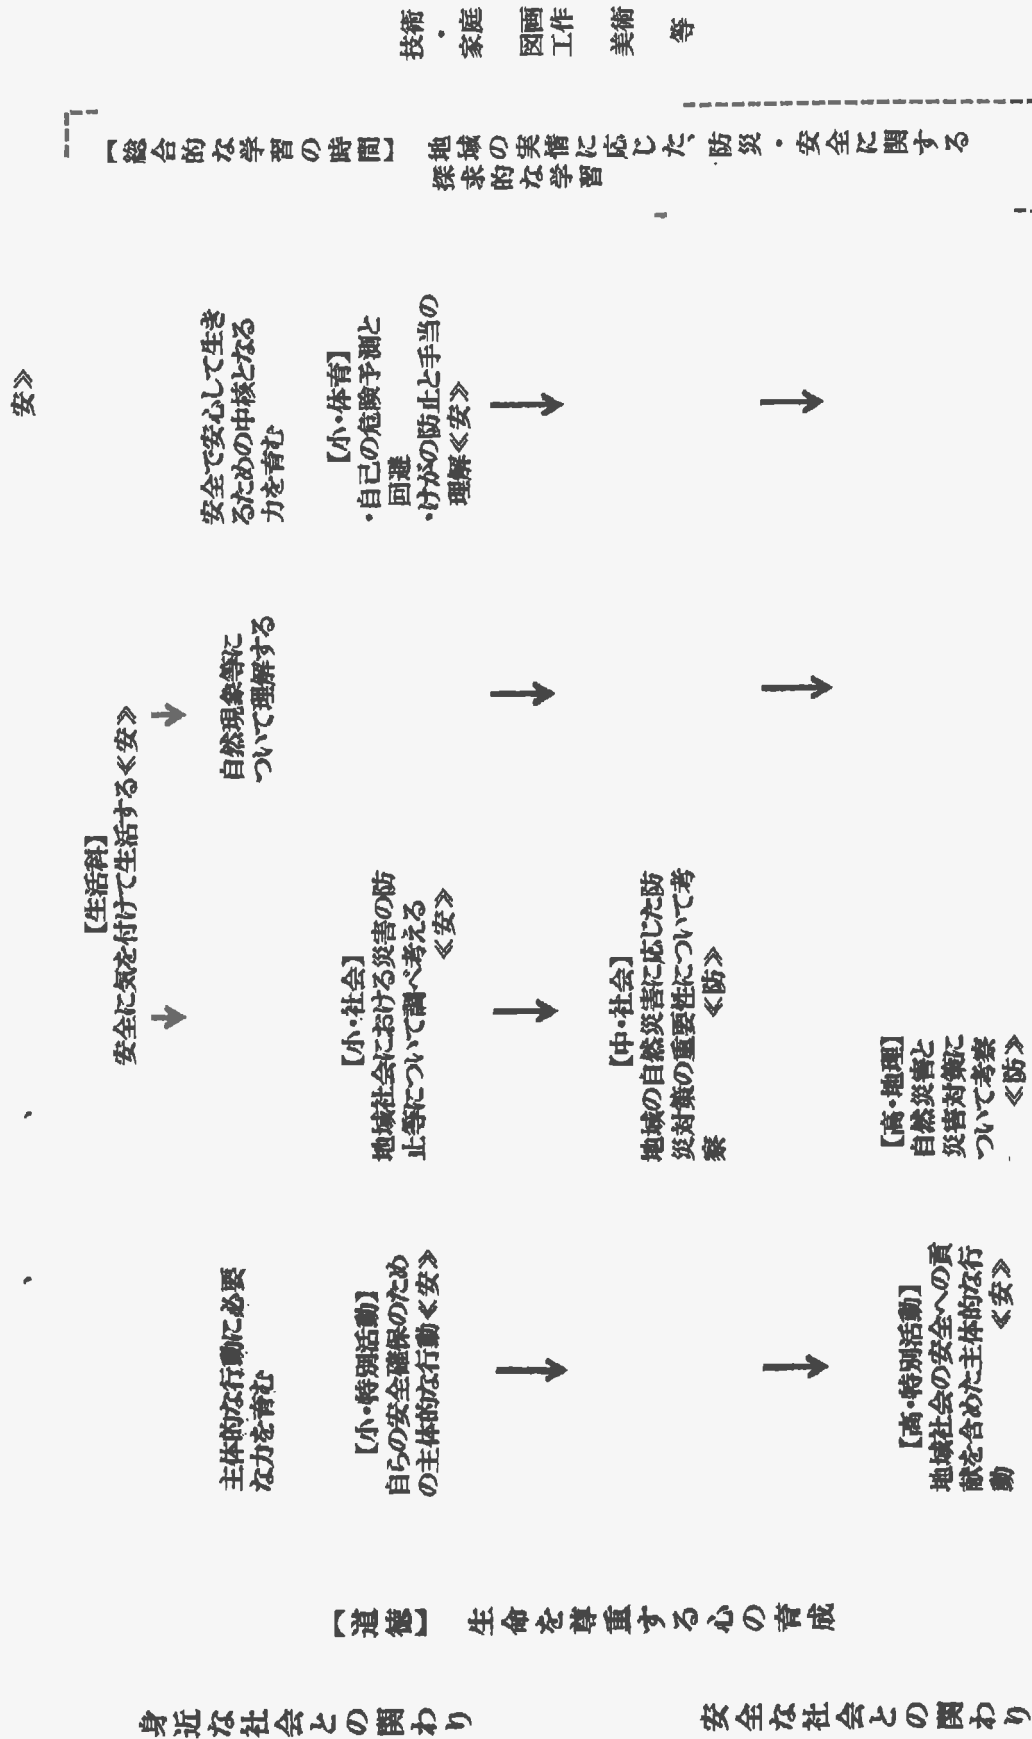 身近な社会との関わり
安全な社会との関わり
【道徳】 生命を尊重する心の育成
安≫
【生活科】
安全に気を付けて生活する≪安≫
主体的な行動に必要
な力を育む
自然現象等に
ついて理解する
安全で安心して生き
るための中核となる
力を育む
【小・特別活動】
自らの安全確保のため
の主体的な行動≪安≫
【小・社会】
地域社会における災害の防
止等について調べ考える
≪安≫
【小・体育】
・自己の危険予測と
回避
・けがの防止と手当の
理解≪安≫
【中・社会】
地域の自然災害に応じた防
災対策の重要性について考
察
≪防≫
【高・特別活動】
地域社会の安全への貢
献を含めた主体的な行
動
≪安≫
【高・地理】
自然災害と
災害対策に
ついて考察
≪防≫
【総合的な学習の時間】 地域の実情に応じた、防災・安全に関する
探求的な学習
技術
・
家庭
図画
工作
美術
等